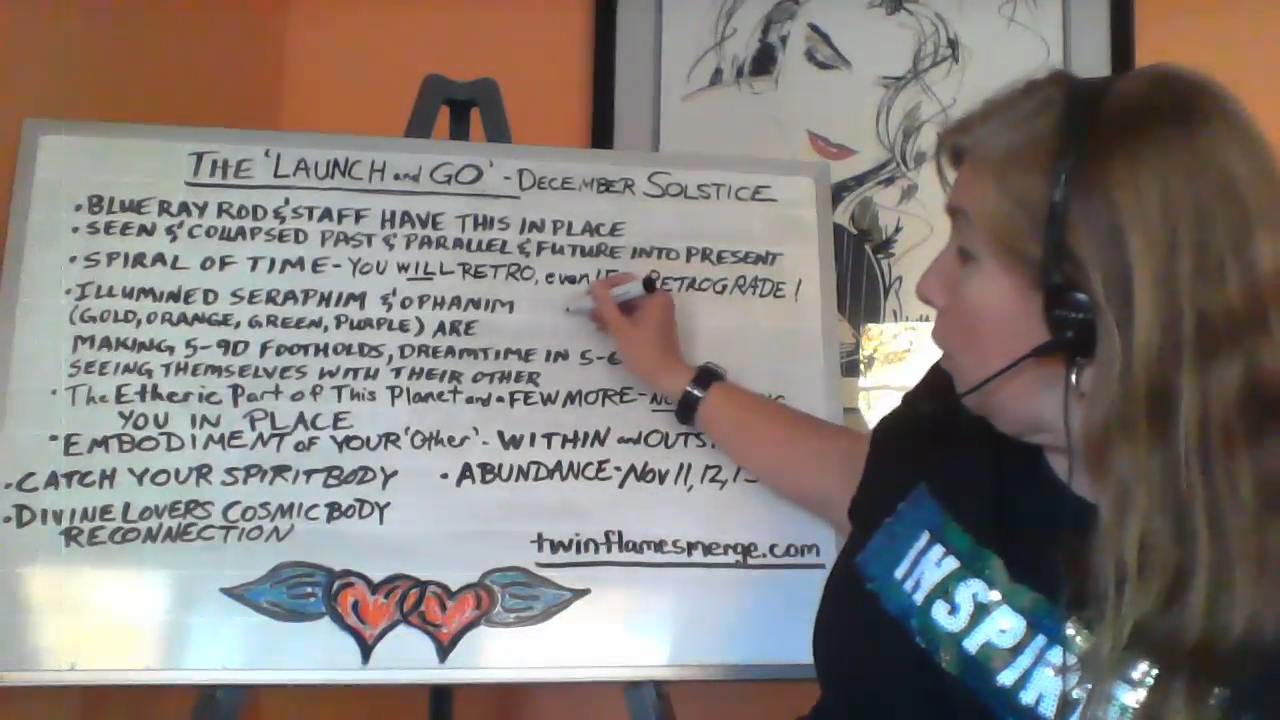 THE 'LAUNCH and GO' - DECEMBER SOLSTICE
• BLUE RAY ROD & STAFF HAVE THIS IN PLACE
• SEEN & COLLAPSED PAST & PARALLEL & FUTURE INTO PRESENT
• SPIRAL OF TIME - YOU WILL RETRO, even IF RETROGRADE!
• ILLUMINED SERAPHIM & OPHANIM
(GOLD, ORANGE, GREEN, PURPLE) ARE
MAKING 5-9D FOOTHOLDS, DREAMTIME IN 5-
SEEING THEMSELVES WITH THEIR OTHER
• The Etheric Part of This Planet and a FEW MORE -
YOU IN PLACE
• EMBODIMENT of YOUR 'Other' - WITHIN and
• CATCH YOUR SPIRIT BODY • ABUNDANCE - Nov 11, 12,
• DIVINE LOVERS COSMIC BODY
RECONNECTION
twinflamesmerge.com
INSPIR